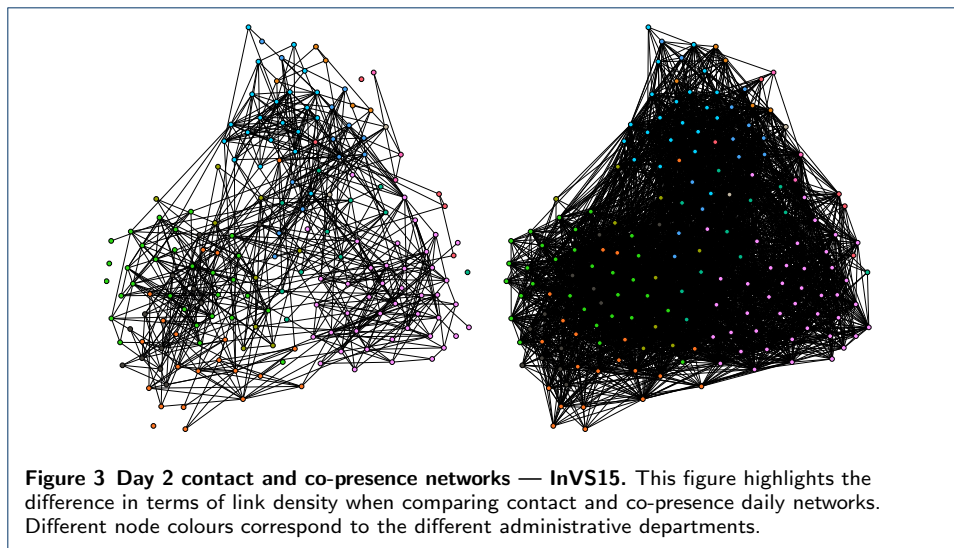 Figure 3 Day 2 contact and co-presence networks — InVS15. This figure highlights the
difference in terms of link density when comparing contact and co-presence daily networks.
Different node colours correspond to the different administrative departments.